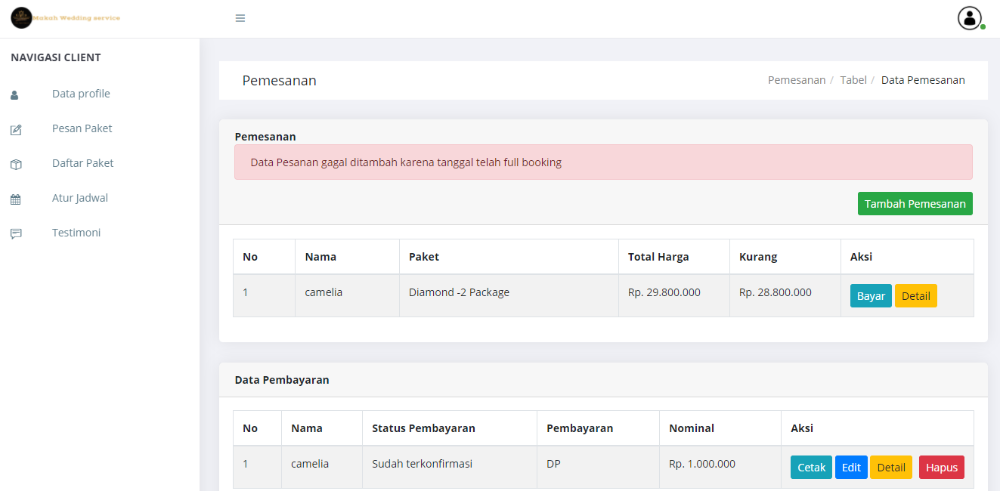 Makah Wedding service
NAVIGASI CLIENT
Data profile
Pesan Paket
Daftar Paket
Atur Jadwal
Testimoni
Pemesanan
Pemesanan / Tabel / Data Pemesanan
Pemesanan
Data Pesanan gagal ditambah karena tanggal telah full booking
Tambah Pemesanan
No Nama Paket Total Harga Kurang Aksi
1 camelia Diamond -2 Package Rp. 29.800.000 Rp. 28.800.000 Bayar Detail
Data Pembayaran
No Nama Status Pembayaran Pembayaran Nominal Aksi
1 camelia Sudah terkonfirmasi DP Rp. 1.000.000 Cetak Edit Detail Hapus